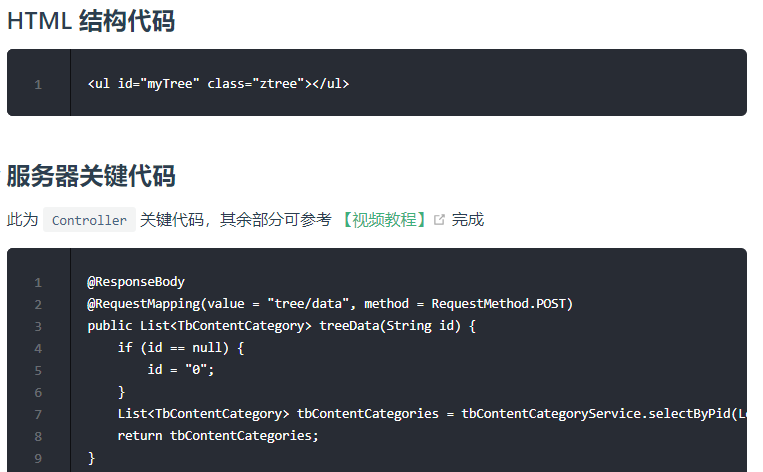 HTML 结构代码
1 <ul id="myTree" class="ztree"></ul>
服务器关键代码
此为 Controller 关键代码，其余部分可参考 【视频教程】 完成
1 @ResponseBody
2 @RequestMapping(value = "tree/data", method = RequestMethod.POST)
3 public List<TbContentCategory> treeData(String id) {
4     if (id == null) {
5         id = "0";
6     }
7     List<TbContentCategory> tbContentCategories = tbContentCategoryService.selectByPid(
8     return tbContentCategories;
9 }